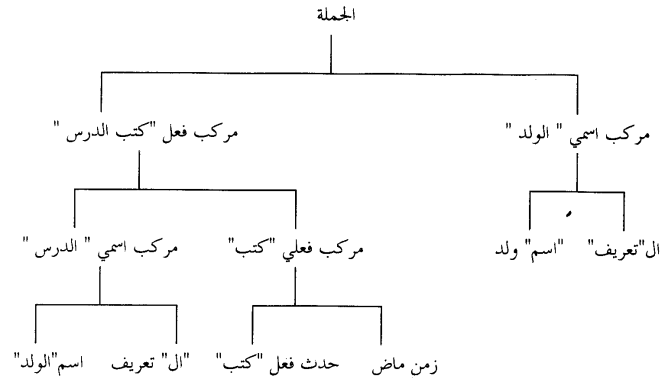 الجملة
مركب اسمي " الولد "
مركب فعل "كتب الدرس "
ال"تعريف"
"اسم" ولد
مركب فعلي "كتب"
مركب اسمي " الدرس "
زمن ماض
حدث فعل "كتب"
"ال" تعريف
اسم"الولد"